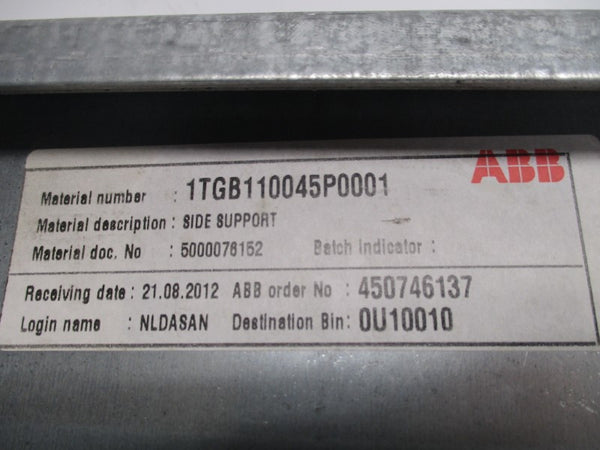 ABB
Material number : 1TGB110045P0001
Material description : SIDE SUPPORT
Material doc. No : 5000076152 Batch Indicator :
Receiving date : 21.08.2012 ABB order No : 450746137
Login name : NLDASAN Destination Bin: 0U10010